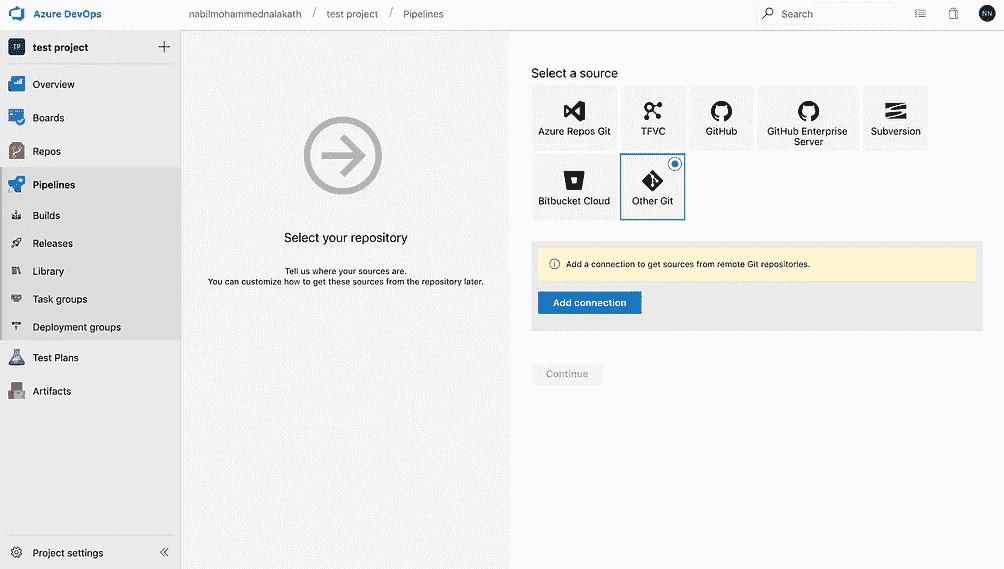 Azure DevOps
nabilmohammednalakath / test project / Pipelines
Search
NN
TP
test project
Overview
Boards
Repos
Pipelines
Builds
Releases
Library
Task groups
Deployment groups
Test Plans
Artifacts
Project settings
Select your repository
Tell us where your sources are.
You can customize how to get these sources from the repository later.
Select a source
Azure Repos Git
TFVC
GitHub
GitHub Enterprise
Server
Subversion
Bitbucket Cloud
Other Git
Add a connection to get sources from remote Git repositories.
Add connection
Continue